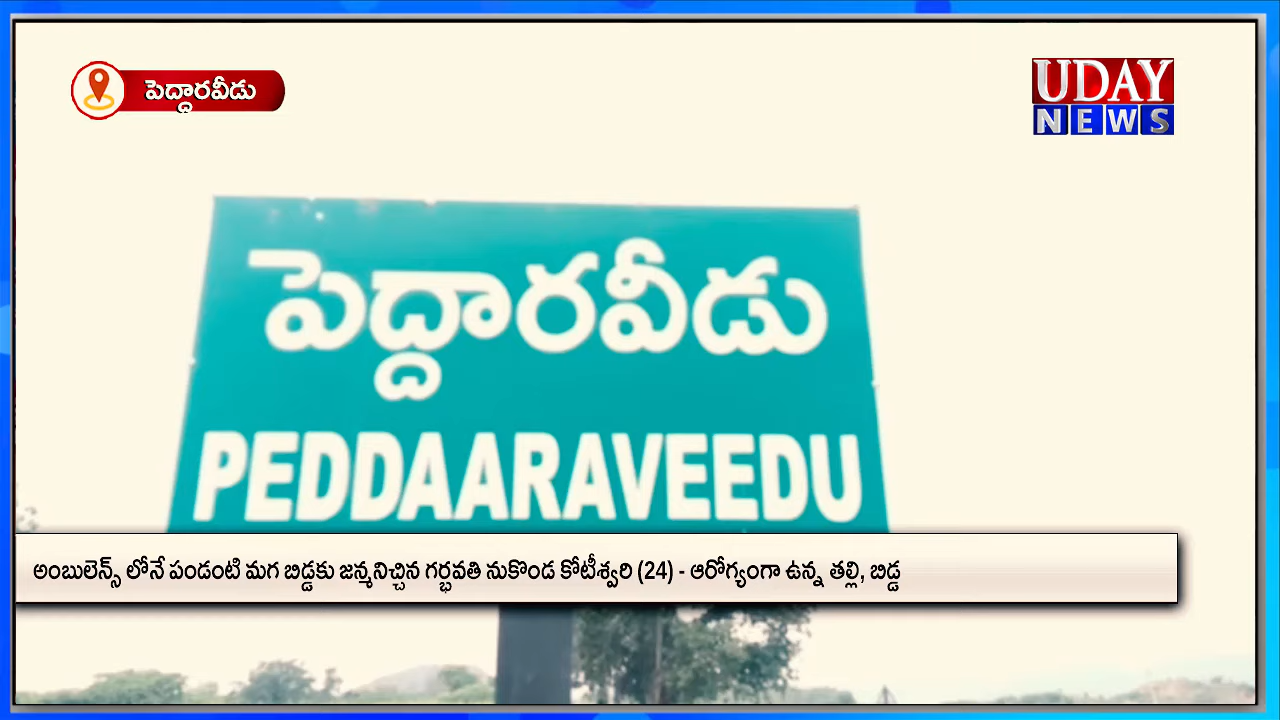 పెద్దారవీడు
UDAY
NEWS
పెద్దారవీడు
PEDDAARAVEEDU
అంబులెన్స్ లోనే పండంటి మగ బిడ్డకు జన్మనిచ్చిన గర్భవతి నుకొండ కోటీశ్వరి (24) - ఆరోగ్యంగా ఉన్న తల్లి, బిడ్డ